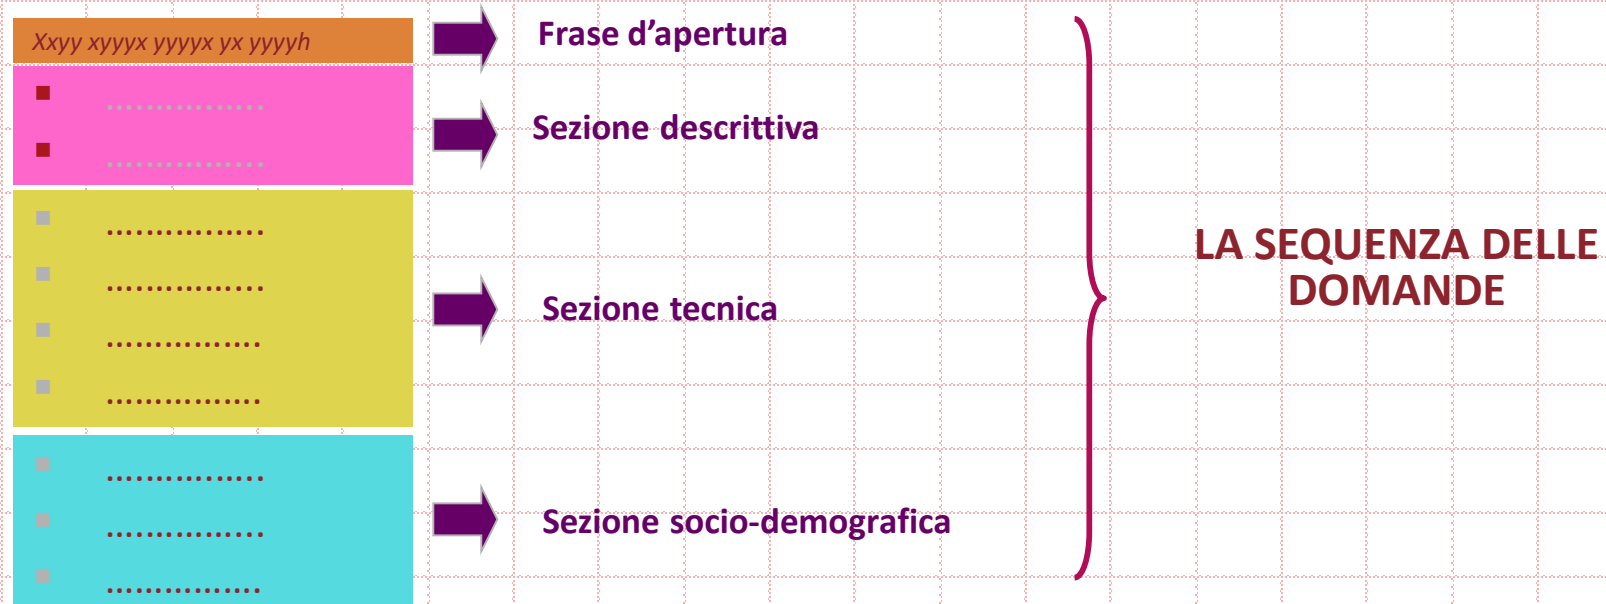 Xxyy xyyyx yyyyx yx yyyyh
Frase d’apertura
................
Sezione descrittiva
................
................
................
Sezione tecnica
................
................
LA SEQUENZA DELLE
DOMANDE
................
Sezione socio-demografica
................
................